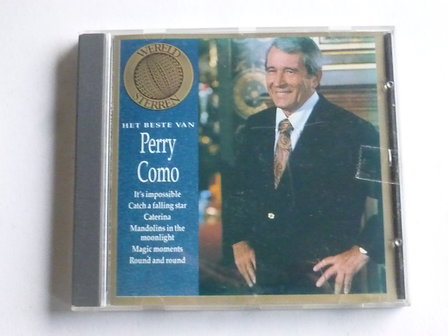 WERELD
STERREN
HET BESTE VAN
Perry
Como
It's impossible
Catch a falling star
Caterina
Mandolins in the
moonlight
Magic moments
Round and round